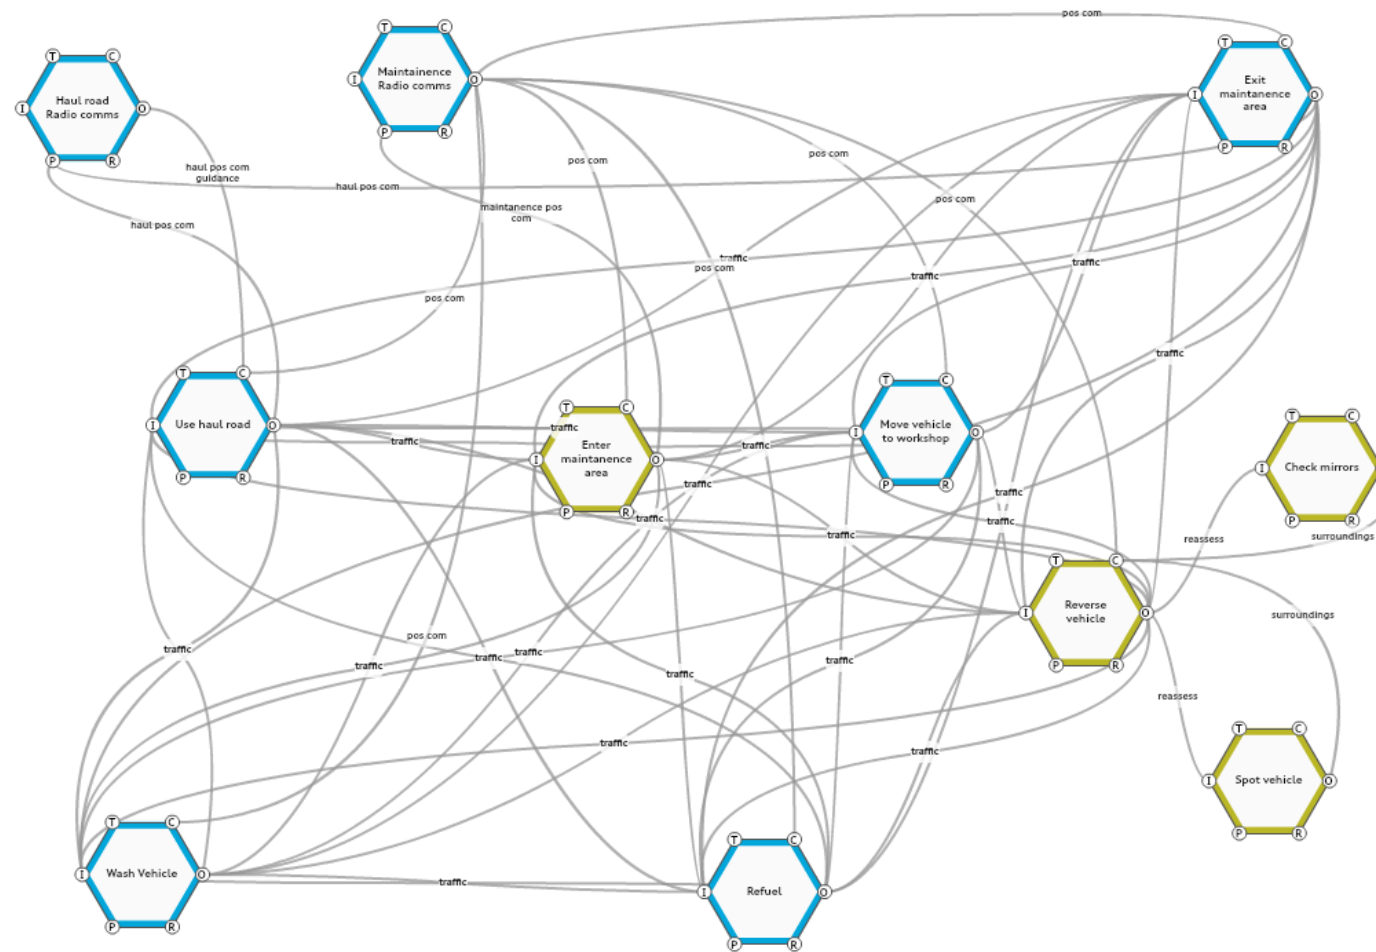 pos com
T
C
T
C
T
C
T
C
Haul road
Radio comms
I
O
P
R
Maintainence
Radio comms
I
O
P
R
Exit
maintanence
area
I
O
P
R
haul pos com
guidance
haul pos com
haul pos com
maintanence pos
com
pos com
pos com
pos com
traffic
pos com
traffic
traffic
pos com
traffic
T
C
Use haul road
I
O
P
R
T
C
Enter
maintanence
area
I
O
P
R
T
C
Move vehicle
to workshop
I
O
P
R
T
C
Check mirrors
I
P
R
traffic
traffic
traffic
traffic
traffic
traffic
traffic
traffic
reassess
surroundings
T
C
Reverse
vehicle
I
O
P
R
surroundings
pos com
traffic
traffic
traffic
traffic
traffic
traffic
reassess
traffic
traffic
T
C
Spot vehicle
I
O
P
R
T
C
Wash Vehicle
I
O
P
R
traffic
T
C
Refuel
I
O
P
R